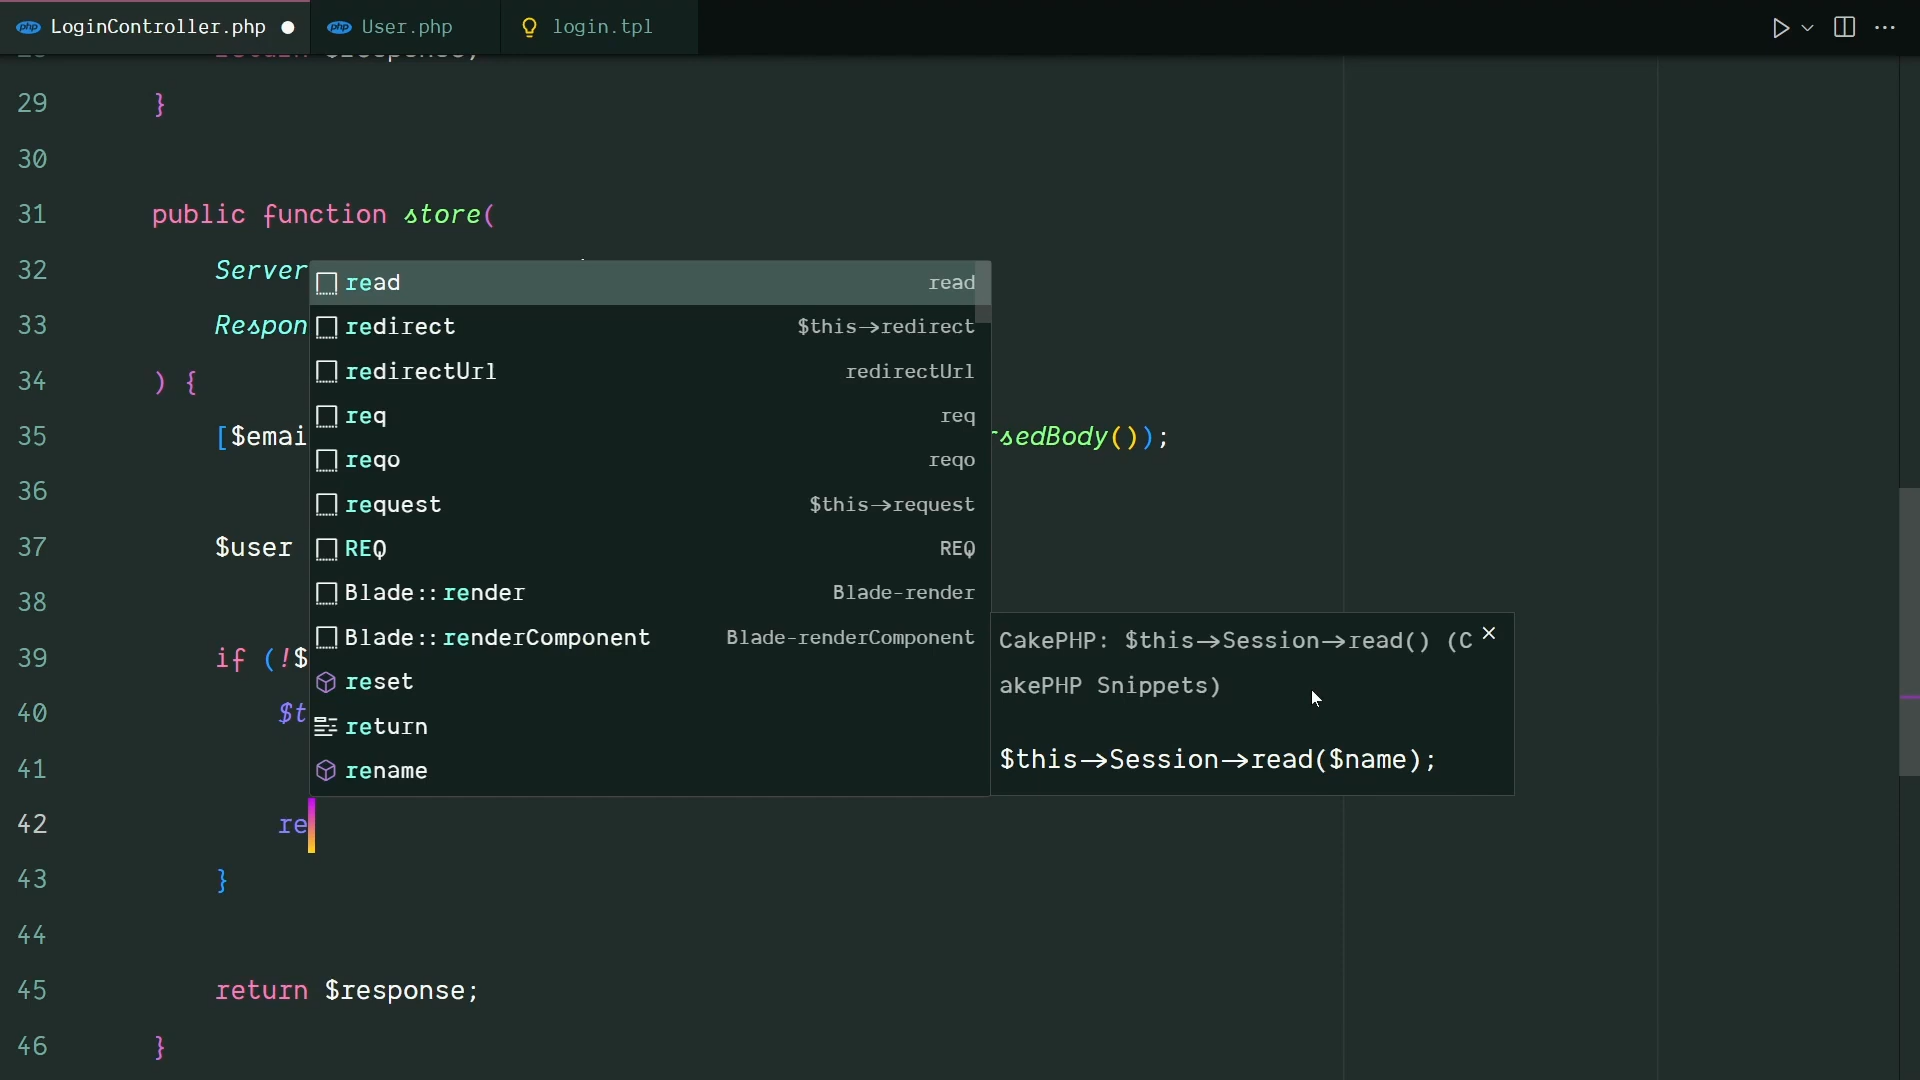 LoginController.php
User.php
login.tpl
29 }
30
31 public function store(
32 Server
33 Respon
34 ) {
35 [$emai rsedBody());
36
37 $user
38
39 if (!$
40 $t
41
42 re
43 }
44
45 return $response;
46 }
read read
redirect $this->redirect
redirectUrl redirectUrl
req req
reqo reqo
request $this->request
REQ REQ
Blade::render Blade-render
Blade::renderComponent Blade-renderComponent
reset
return
rename
CakePHP: $this->Session->read() (C
akePHP Snippets)
$this->Session->read($name);